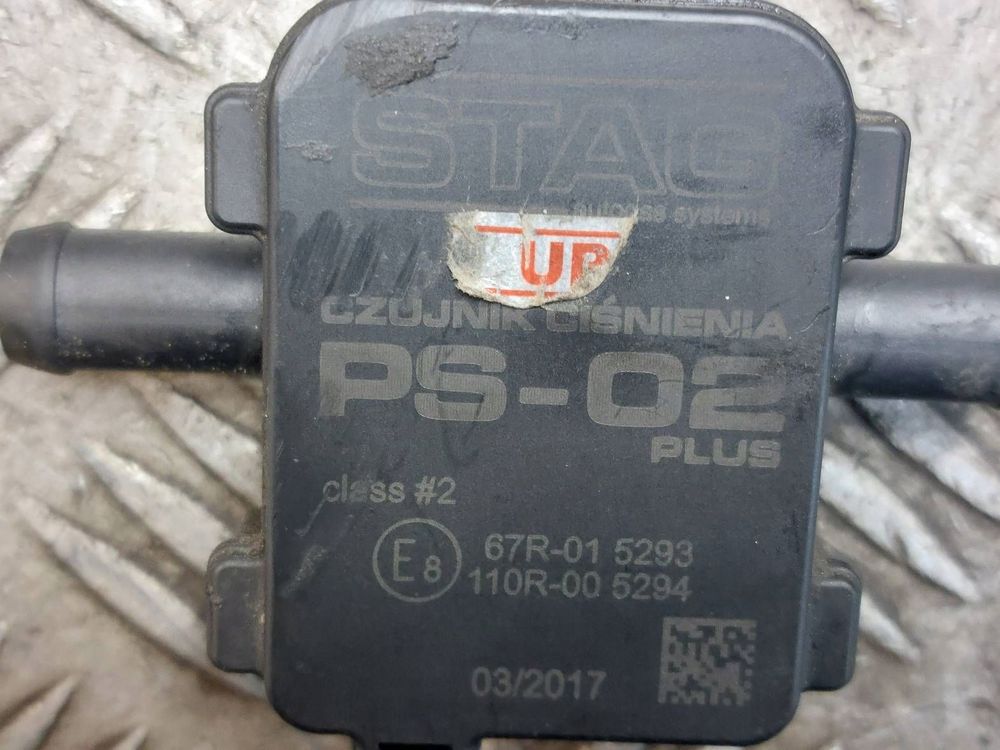 STAG
autogas systems
UP
CZUJNIK CIŚNIENIA
PS-02
PLUS
class #2
E8 67R-01 5293
110R-00 5294
03/2017